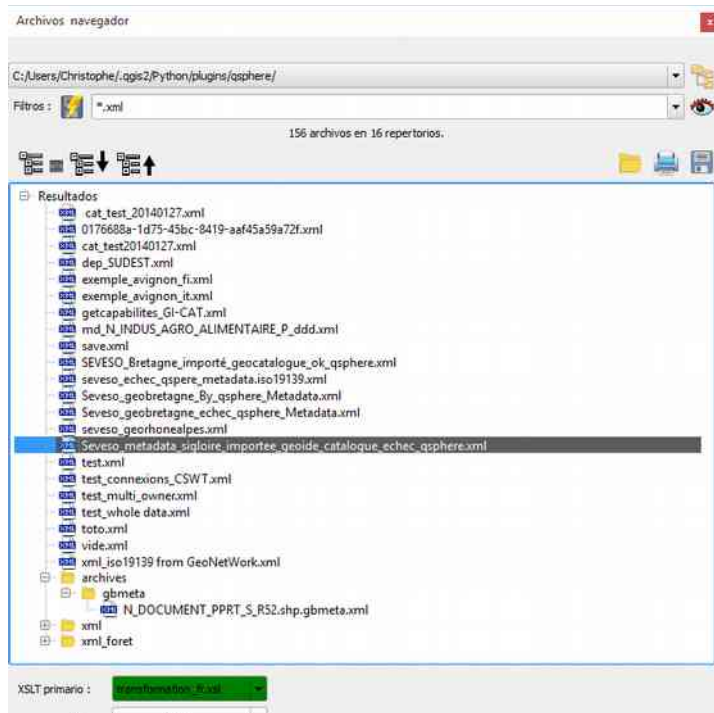 Archivos navegador
C:/Users/Christophe/.qgis2/Python/plugins/qsphere/
Filtros :
*.xml
156 archivos en 16 repertorios.
Resultados
cat_test_20140127.xml
0176688a-1d75-45bc-8419-aaf45a59a72f.xml
cat_test20140127.xml
dep_SUDEST.xml
exemple_avignon_fi.xml
exemple_avignon_it.xml
getcapabilites_GI-CAT.xml
md_N_INDUS_AGRO_ALIMENTAIRE_P_ddd.xml
save.xml
SEVESO_Bretagne_importé_geocatalogue_ok_qsphere.xml
seveso_echec_qspere_metadata.iso19139.xml
Seveso_geobretagne_By_qsphere_Metadata.xml
Seveso_geobretagne_echec_qsphere_Metadata.xml
seveso_georhonealpes.xml
Seveso_metadata_sigloire_importee_geoide_catalogue_echec_qsphere.xml
test.xml
test_connexions_CSWT.xml
test_multi_owner.xml
test_whole data.xml
toto.xml
vide.xml
xml_iso19139 from GeoNetWork.xml
archives
gbmeta
N_DOCUMENT_PPRT_S_R52.shp.gbmeta.xml
xml
xml_foret
XSLT primario :
transformation_fr.xsl